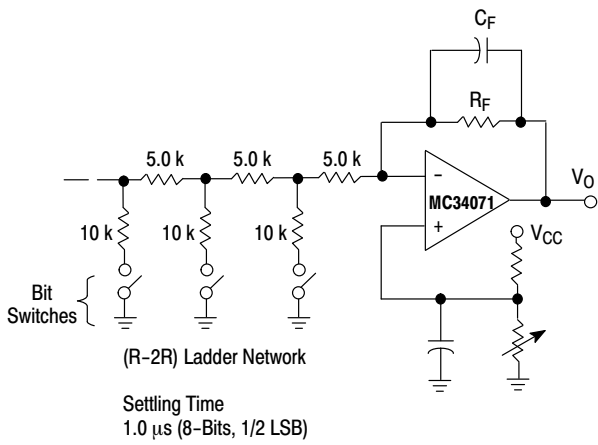 C_F
R_F
5.0 k 5.0 k 5.0 k
–
MC34071
+
V_O
V_CC
10 k 10 k 10 k
Bit
Switches
(R–2R) Ladder Network
Settling Time
1.0 μs (8–Bits, 1/2 LSB)